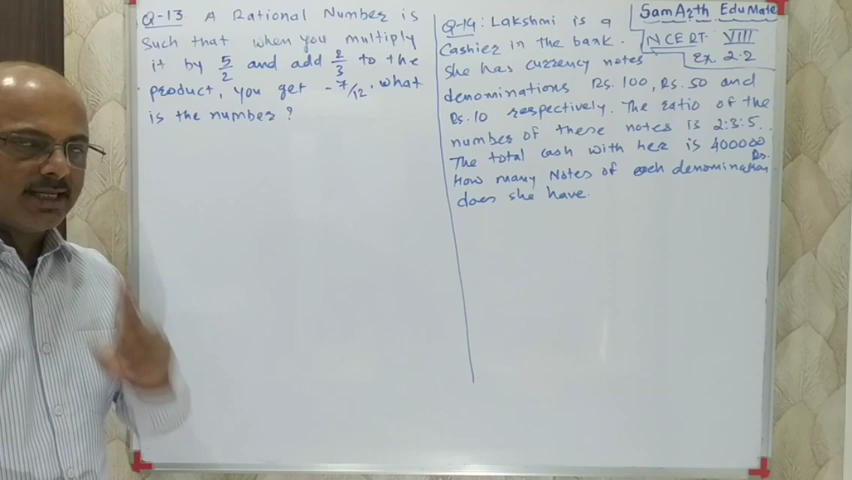 Q-13 A Rational Number is
such that when you multiply
it by 5/2 and add 2/3 to the
product, you get -7/12. what
is the number?
Q-14: Lakshmi is a
Cashier in the bank.
She has currency notes
denominations Rs. 100, Rs. 50 and
Rs. 10 respectively. The ratio of the
number of these notes is 2:3:5.
The total cash with her is 400000 Rs.
How many Notes of each denomination
does she have.
SamArth EduMate
NCERT VIII
Ex 2.2